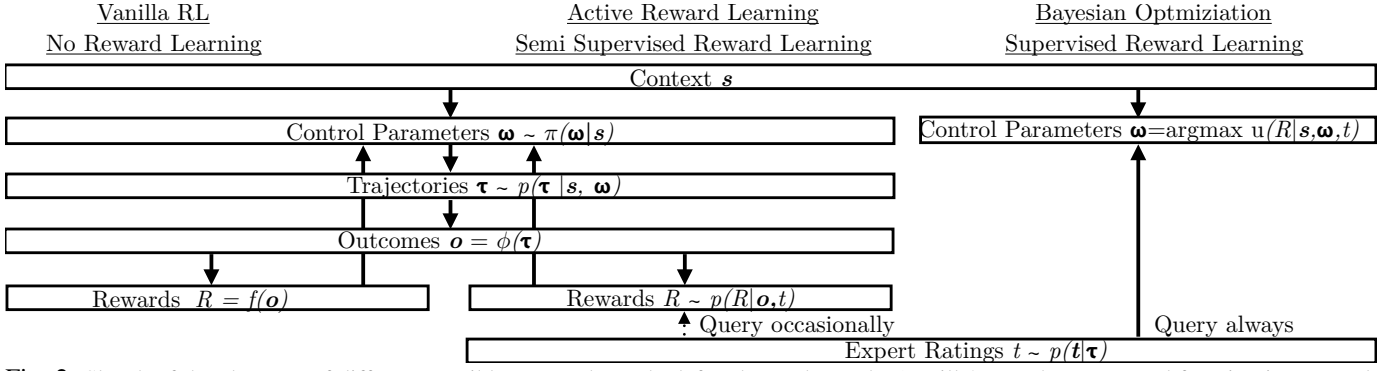 Vanilla RL
No Reward Learning
Active Reward Learning
Semi Supervised Reward Learning
Bayesian Optmiziation
Supervised Reward Learning
Context s
Control Parameters ω ~ π(ω|s)
Control Parameters ω=argmax u(R|s,ω,t)
Trajectories τ ~ p(τ |s, ω)
Outcomes o = ϕ(τ)
Rewards R = f(o)
Rewards R ~ p(R|o,t)
Query occasionally
Query always
Expert Ratings t ~ p(t|τ)